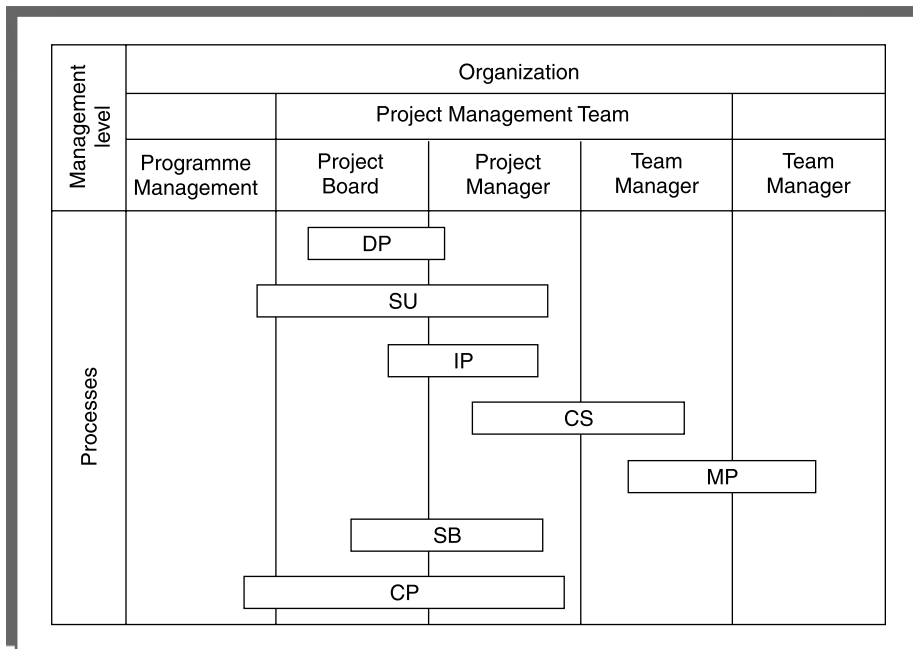 Management
level
Organization
Project Management Team
Programme
Management
Project
Board
Project
Manager
Team
Manager
Team
Manager
Processes
DP
SU
IP
CS
MP
SB
CP